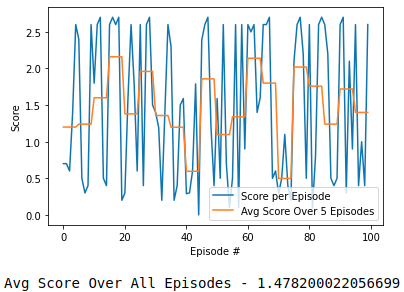 2.5
2.0
1.5
1.0
0.5
0.0
Score
Score per Episode
Avg Score Over 5 Episodes
0
20
40
60
80
100
Episode #
Avg Score Over All Episodes - 1.478200022056699